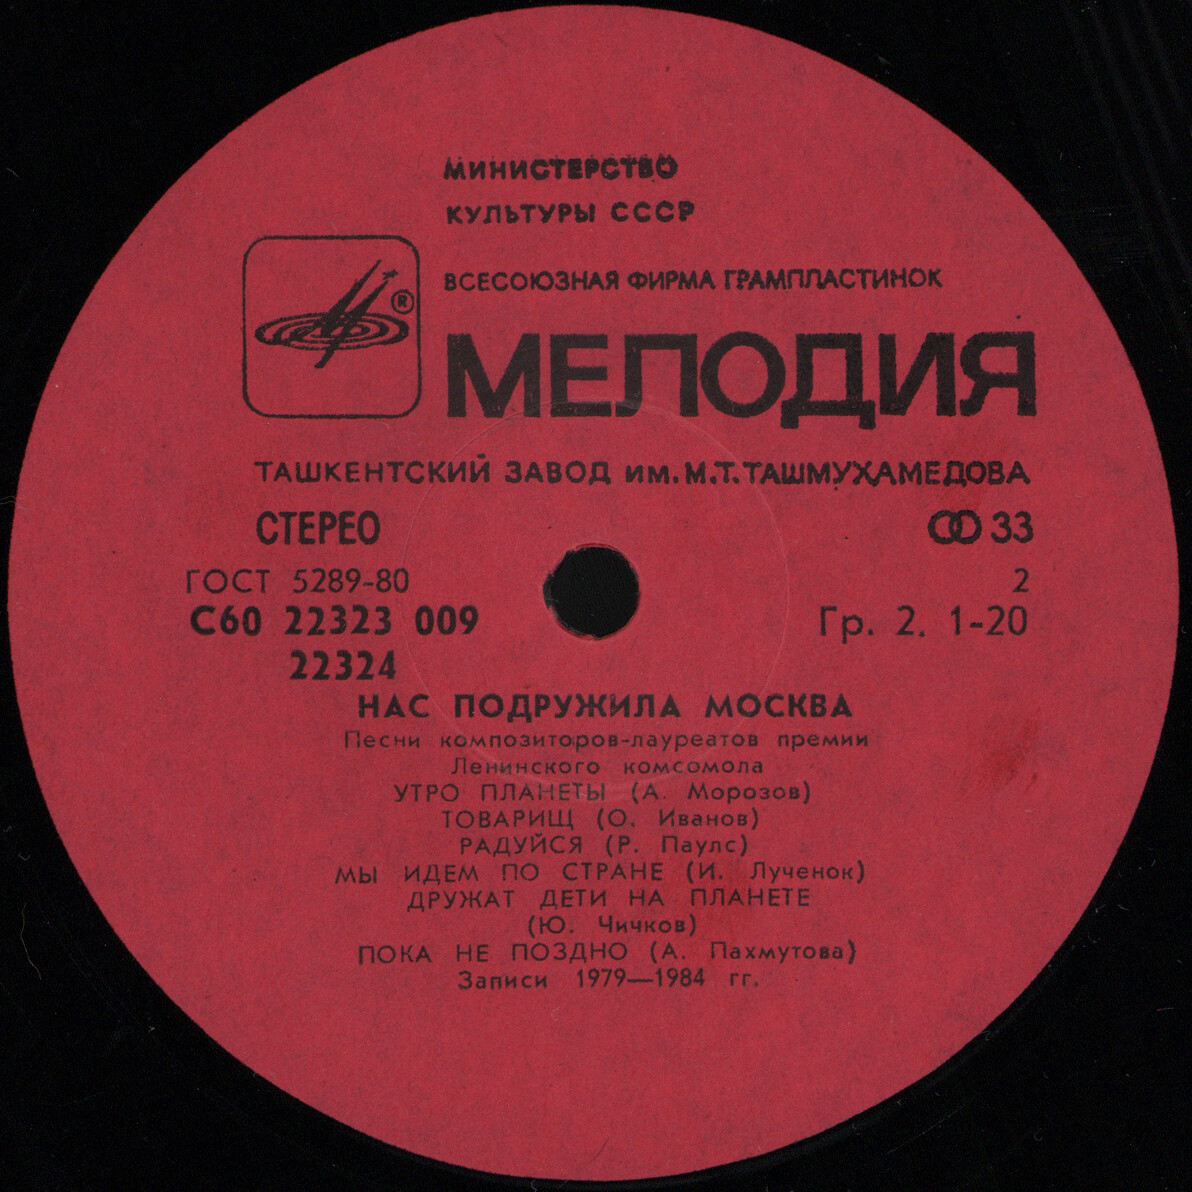 МИНИСТЕРСТВО
КУЛЬТУРЫ СССР
ВСЕСОЮЗНАЯ ФИРМА ГРАМПЛАСТИНОК
®
МЕЛОДИЯ
ТАШКЕНТСКИЙ ЗАВОД им. М.Т.ТАШМУХАМЕДОВА
СТЕРЕО 33
ГОСТ 5289-80 2
С60 22323 009 Гр. 2. 1-20
22324
НАС ПОДРУЖИЛА МОСКВА
Песни композиторов-лауреатов премии
Ленинского комсомола
УТРО ПЛАНЕТЫ (А. Морозов)
ТОВАРИЩ (О. Иванов)
РАДУЙСЯ (Р. Паулс)
МЫ ИДЕМ ПО СТРАНЕ (И. Лученок)
ДРУЖАТ ДЕТИ НА ПЛАНЕТЕ
(Ю. Чичков)
ПОКА НЕ ПОЗДНО (А. Пахмутова)
Записи 1979—1984 гг.